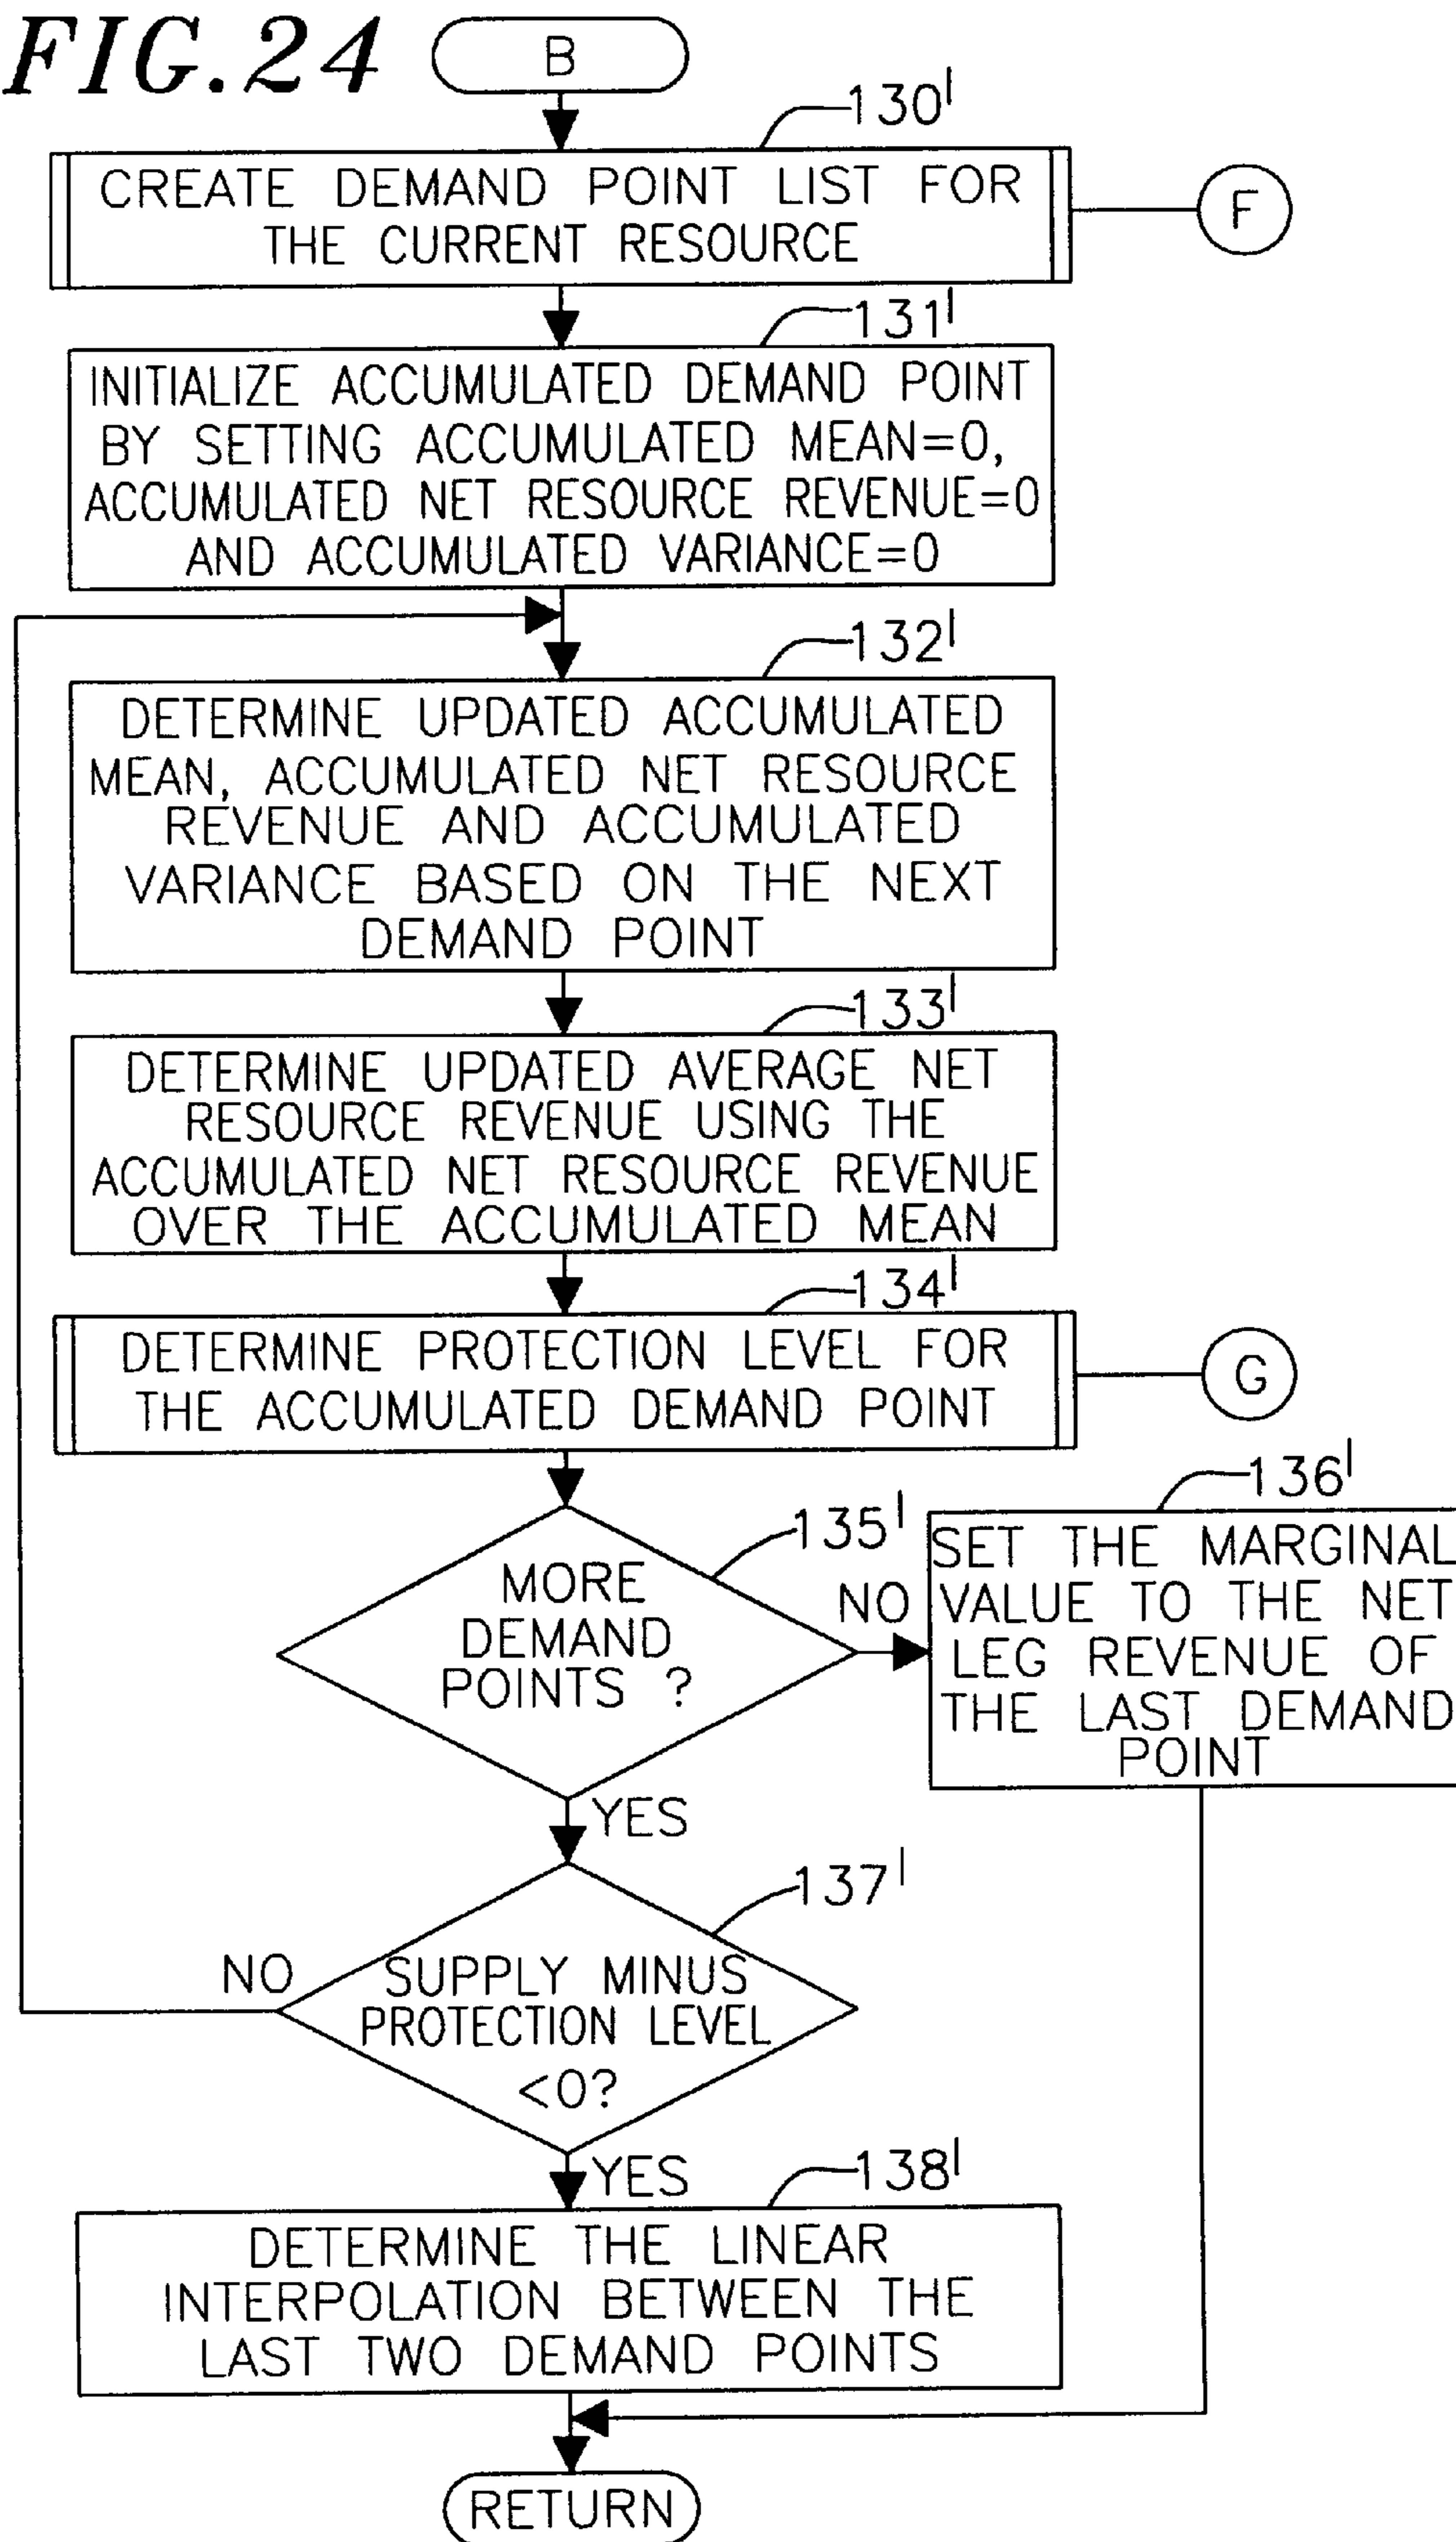 FIG.24
B
130'
CREATE DEMAND POINT LIST FOR
THE CURRENT RESOURCE
F
131'
INITIALIZE ACCUMULATED DEMAND POINT
BY SETTING ACCUMULATED MEAN=0,
ACCUMULATED NET RESOURCE REVENUE=0
AND ACCUMULATED VARIANCE=0
132'
DETERMINE UPDATED ACCUMULATED
MEAN, ACCUMULATED NET RESOURCE
REVENUE AND ACCUMULATED
VARIANCE BASED ON THE NEXT
DEMAND POINT
133'
DETERMINE UPDATED AVERAGE NET
RESOURCE REVENUE USING THE
ACCUMULATED NET RESOURCE REVENUE
OVER THE ACCUMULATED MEAN
134'
DETERMINE PROTECTION LEVEL FOR
THE ACCUMULATED DEMAND POINT
G
135'
MORE
DEMAND
POINTS ?
NO
136'
SET THE MARGINAL
VALUE TO THE NET
LEG REVENUE OF
THE LAST DEMAND
POINT
YES
137'
NO
SUPPLY MINUS
PROTECTION LEVEL
<0?
YES
138'
DETERMINE THE LINEAR
INTERPOLATION BETWEEN THE
LAST TWO DEMAND POINTS
RETURN